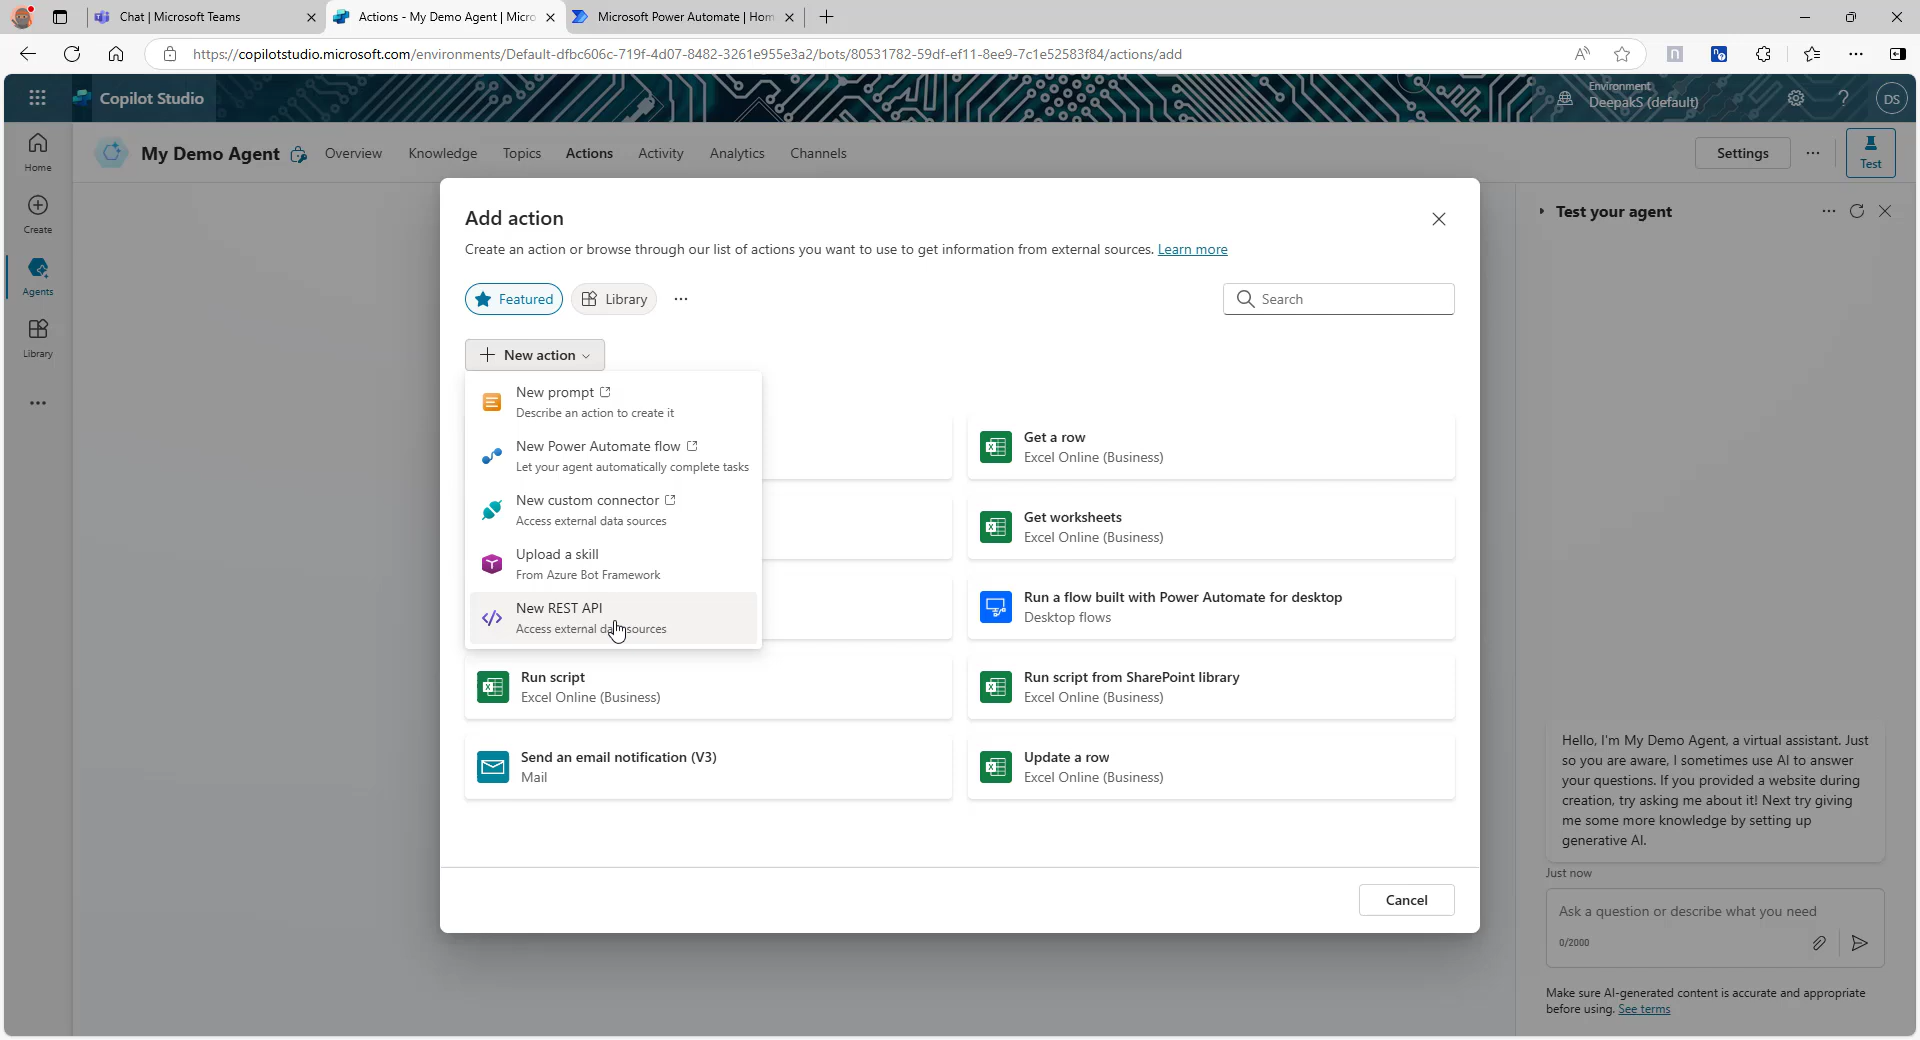 Chat | Microsoft Teams
Actions - My Demo Agent | Micro
Microsoft Power Automate | Hom
https://copilotstudio.microsoft.com/environments/Default-dfbc606c-719f-4d07-8482-3261e955e3a2/bots/80531782-59df-ef11-8ee9-7c1e52583f84/actions/add
Copilot Studio
Environment
DeepakS (default)
DS
Home
Create
Agents
Library
My Demo Agent
Overview
Knowledge
Topics
Actions
Activity
Analytics
Channels
Settings
Test
Add action
Create an action or browse through our list of actions you want to use to get information from external sources. Learn more
Featured
Library
Search
New action
New prompt
Describe an action to create it
New Power Automate flow
Let your agent automatically complete tasks
New custom connector
Access external data sources
Upload a skill
From Azure Bot Framework
New REST API
Access external data sources
Get a row
Excel Online (Business)
Get worksheets
Excel Online (Business)
Run a flow built with Power Automate for desktop
Desktop flows
Run script
Excel Online (Business)
Run script from SharePoint library
Excel Online (Business)
Send an email notification (V3)
Mail
Update a row
Excel Online (Business)
Cancel
Test your agent
Hello, I'm My Demo Agent, a virtual assistant. Just
so you are aware, I sometimes use AI to answer
your questions. If you provided a website during
creation, try asking me about it! Next try giving
me some more knowledge by setting up
generative AI.
Just now
Ask a question or describe what you need
0/2000
Make sure AI-generated content is accurate and appropriate
before using. See terms